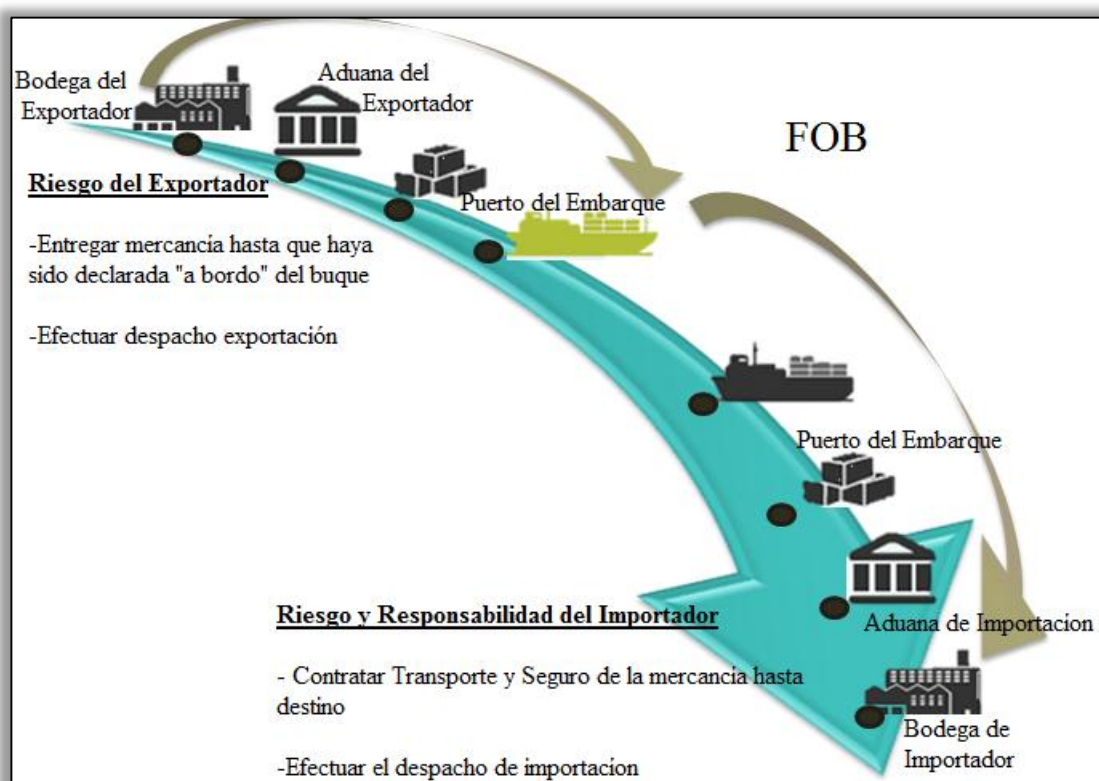 Bodega del
Exportador
Aduana del
Exportador
FOB
Riesgo del Exportador
Puerto del Embarque
-Entregar mercancía hasta que haya
sido declarada "a bordo" del buque
-Efectuar despacho exportación
Puerto del Embarque
Riesgo y Responsabilidad del Importador
Aduana de Importacion
- Contratar Transporte y Seguro de la mercancía hasta
destino
Bodega de
Importador
-Efectuar el despacho de importacion